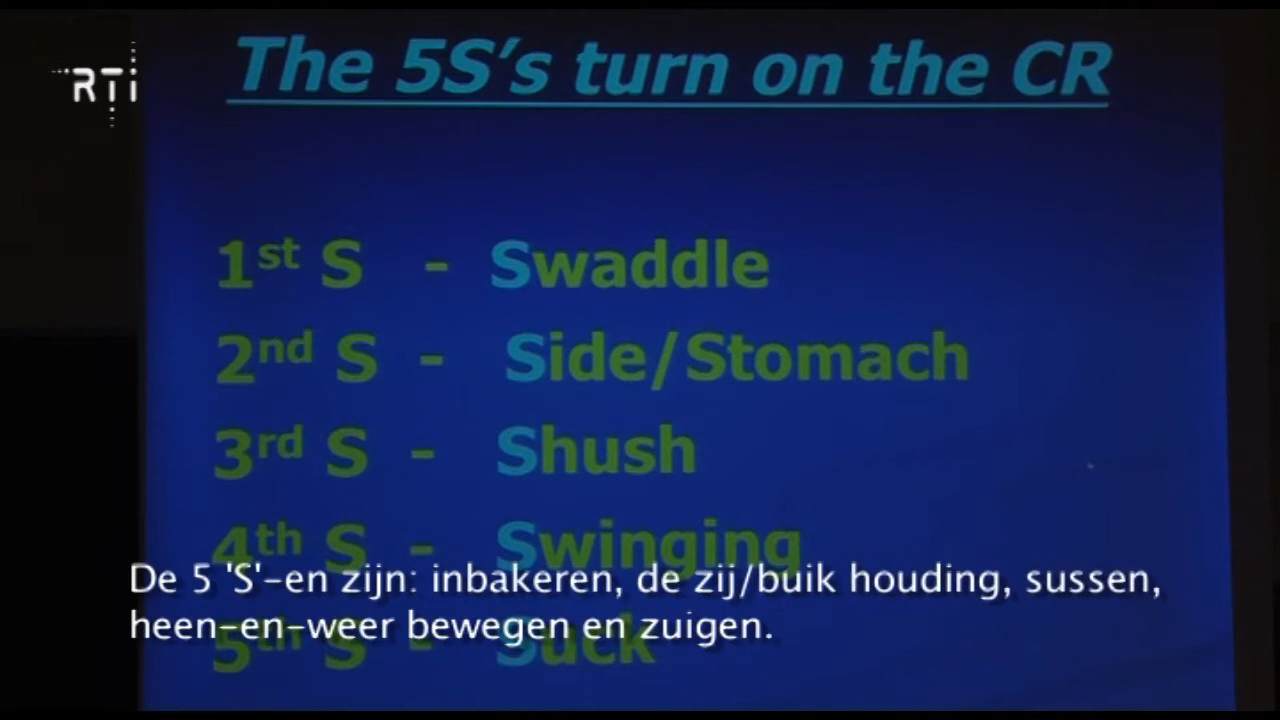 RTi
The 5S’s turn on the CR
1st S - Swaddle
2nd S - Side/Stomach
3rd S - Shush
4th S - Swinging
5th S - Suck
De 5 'S'-en zijn: inbakeren, de zij/buik houding, sussen,
heen-en-weer bewegen en zuigen.